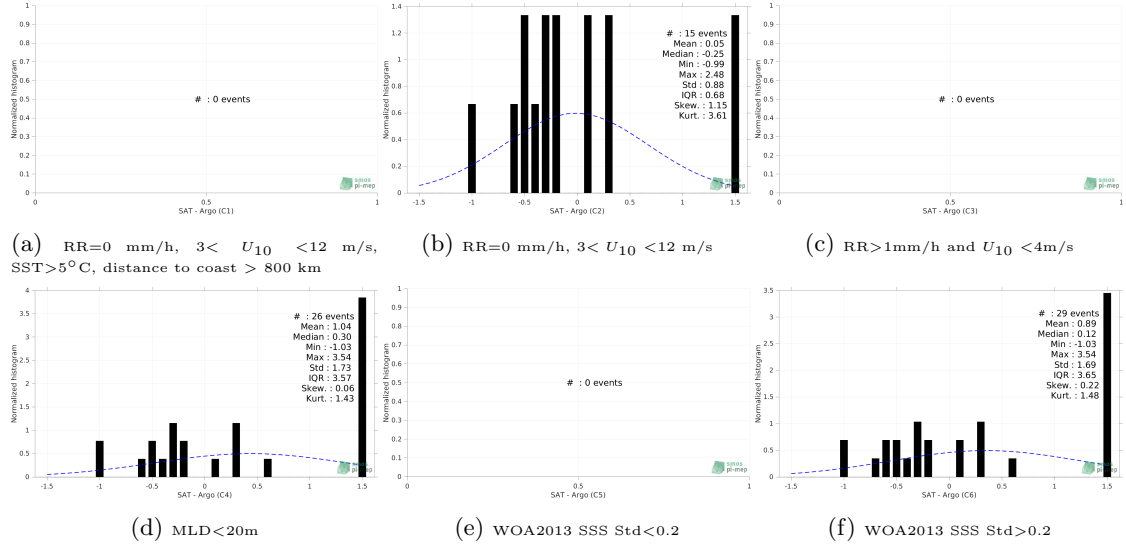 1
0.9
0.8
0.7
0.6
0.5
0.4
0.3
0.2
0.1
0
Normalized histogram
# : 0 events
smos
pi-mep
0 0.5 1
SAT - Argo (C1)
1.4
1.2
1.0
0.8
0.6
0.4
0.2
0
Normalized histogram
# : 15 events
Mean : 0.05
Median : -0.25
Min : -0.99
Max : 2.48
Std : 0.88
IQR : 0.68
Skew. : 1.15
Kurt. : 3.61
smos
pi-mep
-1.5 -1 -0.5 0 0.5 1 1.5
SAT - Argo (C2)
1
0.9
0.8
0.7
0.6
0.5
0.4
0.3
0.2
0.1
0
Normalized histogram
# : 0 events
smos
pi-mep
0 0.5 1
SAT - Argo (C3)
(a) RR=0 mm/h, 3< U10 <12 m/s,
SST>5°C, distance to coast > 800 km
(b) RR=0 mm/h, 3< U10 <12 m/s
(c) RR>1mm/h and U10 <4m/s
4
3.5
3
2.5
2
1.5
1
0.5
0
Normalized histogram
# : 26 events
Mean : 1.04
Median : 0.30
Min : -1.03
Max : 3.54
Std : 1.73
IQR : 3.57
Skew. : 0.06
Kurt. : 1.43
smos
pi-mep
-1.5 -1 -0.5 0 0.5 1 1.5
SAT - Argo (C4)
1
0.9
0.8
0.7
0.6
0.5
0.4
0.3
0.2
0.1
0
Normalized histogram
# : 0 events
smos
pi-mep
0 0.5 1
SAT - Argo (C5)
3.5
3
2.5
2
1.5
1
0.5
0
Normalized histogram
# : 29 events
Mean : 0.89
Median : 0.12
Min : -1.03
Max : 3.54
Std : 1.69
IQR : 3.65
Skew. : 0.22
Kurt. : 1.48
smos
pi-mep
-1.5 -1 -0.5 0 0.5 1 1.5
SAT - Argo (C6)
(d) MLD<20m
(e) WOA2013 SSS Std<0.2
(f) WOA2013 SSS Std>0.2